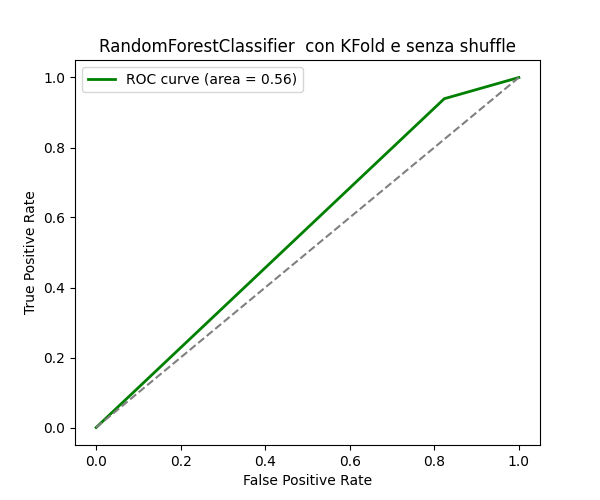 RandomForestClassifier  con KFold e senza shuffle
ROC curve (area = 0.56)
1.0
0.8
0.6
0.4
0.2
0.0
True Positive Rate
0.0 0.2 0.4 0.6 0.8 1.0
False Positive Rate